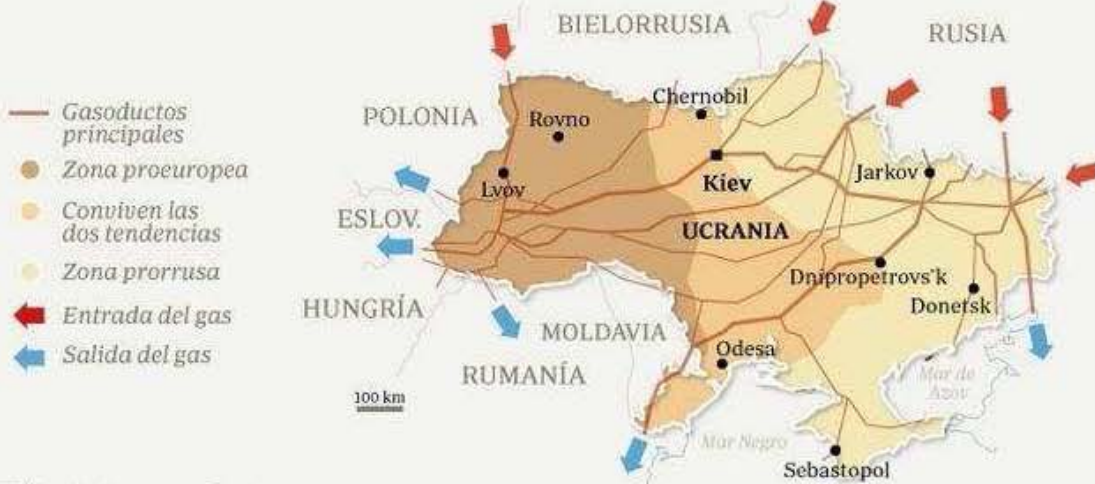 Gasoductos
principales
Zona proeuropea
Conviven las
dos tendencias
Zona prorrusa
Entrada del gas
Salida del gas
BIELORRUSIA
RUSIA
POLONIA
Chernobil
Rovno
Lvov
Kiev
Jarkov
ESLOV.
UCRANIA
Dnipropetrovs'k
Donetsk
HUNGRÍA
MOLDAVIA
RUMANÍA
Odesa
100 km
Mar de
Azov
Mar Negro
Sebastopol